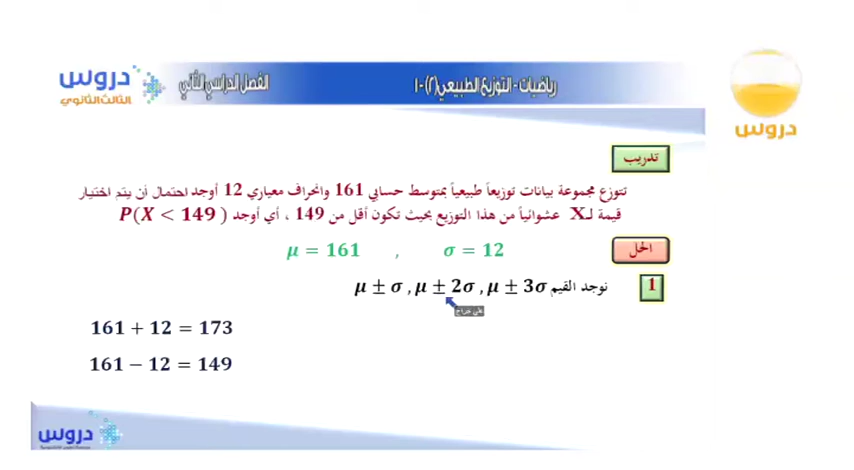 رياضيات - التوزيع الطبيعي (٢) - ١
الفصل الدراسي الثاني
دروس
الثالث الثانوي
دروس
تدريب
تتوزع مجموعة بيانات توزيعاً طبيعياً بمتوسط حسابي 161 وانحراف معياري 12 أوجد احتمال أن يتم اختيار
قيمة لـ X عشوائياً من هذا التوزيع بحيث تكون أقل من 149 ، أي أوجد P(X < 149)
الحل
μ = 161 , σ = 12
1
نوجد القيم μ ± σ , μ ± 2σ , μ ± 3σ
161 + 12 = 173
161 − 12 = 149
دروس